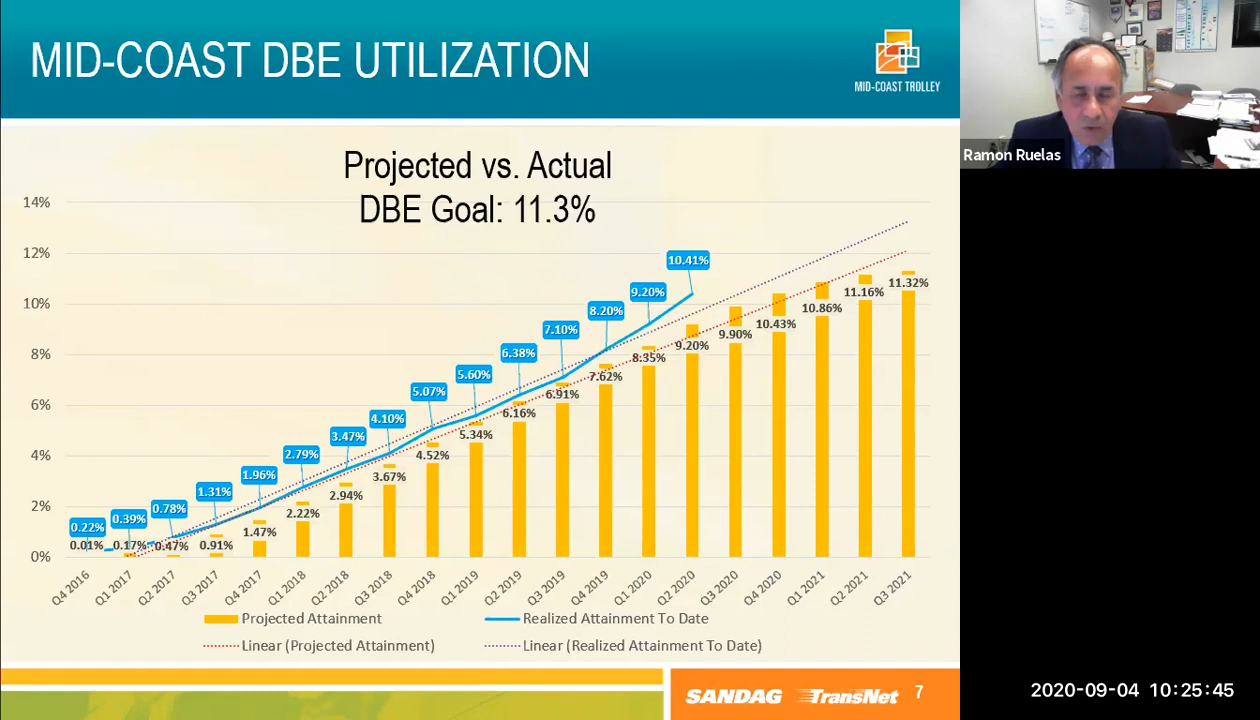 MID-COAST DBE UTILIZATION
MID-COAST TROLLEY
Ramon Ruelas
Projected vs. Actual
DBE Goal: 11.3%
14%
12%
10%
8%
6%
4%
2%
0%
0.22%
0.39%
0.78%
1.31%
1.96%
2.79%
3.47%
4.10%
5.07%
5.60%
6.38%
7.10%
8.20%
9.20%
10.41%
0.01%
0.17%
0.47%
0.91%
1.47%
2.22%
2.94%
3.67%
4.52%
5.34%
6.16%
6.91%
7.62%
8.35%
9.20%
9.90%
10.43%
10.86%
11.16%
11.32%
Q4 2016
Q1 2017
Q2 2017
Q3 2017
Q4 2017
Q1 2018
Q2 2018
Q3 2018
Q4 2018
Q1 2019
Q2 2019
Q3 2019
Q4 2019
Q1 2020
Q2 2020
Q3 2020
Q4 2020
Q1 2021
Q2 2021
Q3 2021
Projected Attainment
Realized Attainment To Date
Linear (Projected Attainment)
Linear (Realized Attainment To Date)
SANDAG TransNet 7
2020-09-04 10:25:45